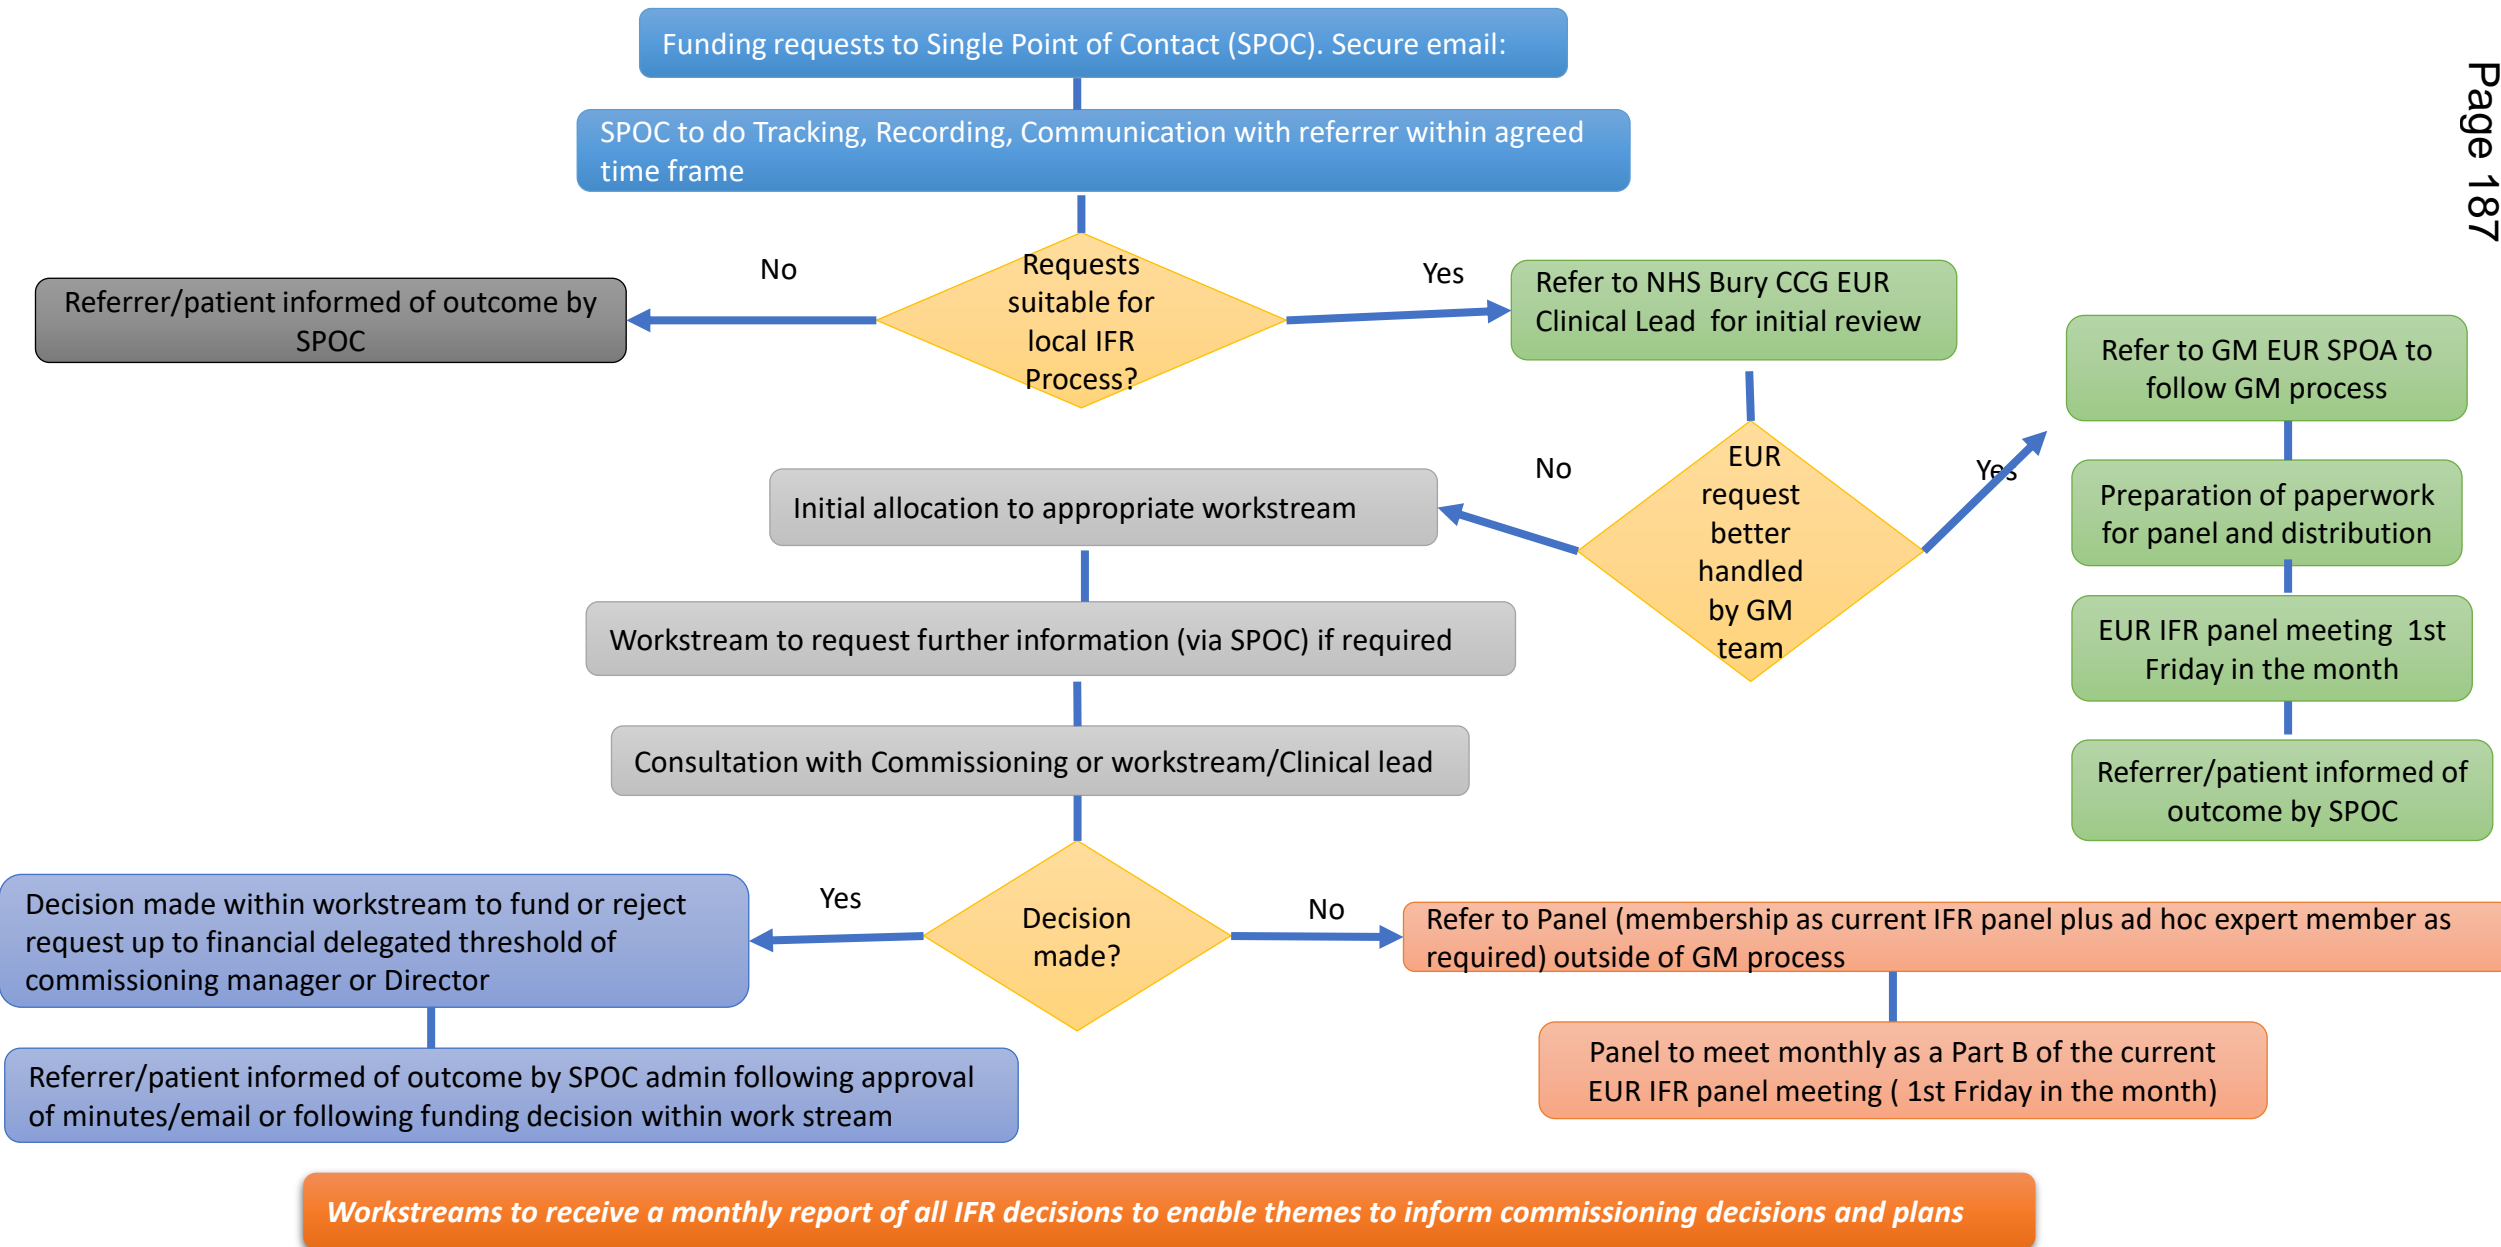 Page 187
Funding requests to Single Point of Contact (SPOC). Secure email:
SPOC to do Tracking, Recording, Communication with referrer within agreed
time frame
No
Requests
suitable for
local IFR
Process?
Yes
Referrer/patient informed of outcome by
SPOC
Refer to NHS Bury CCG EUR
Clinical Lead for initial review
Refer to GM EUR SPOA to
follow GM process
No
EUR
request
better
handled
by GM
team
Yes
Initial allocation to appropriate workstream
Preparation of paperwork
for panel and distribution
Workstream to request further information (via SPOC) if required
EUR IFR panel meeting 1st
Friday in the month
Consultation with Commissioning or workstream/Clinical lead
Referrer/patient informed of
outcome by SPOC
Yes
Decision
made?
No
Decision made within workstream to fund or reject
request up to financial delegated threshold of
commissioning manager or Director
Refer to Panel (membership as current IFR panel plus ad hoc expert member as
required) outside of GM process
Referrer/patient informed of outcome by SPOC admin following approval
of minutes/email or following funding decision within work stream
Panel to meet monthly as a Part B of the current
EUR IFR panel meeting ( 1st Friday in the month)
Workstreams to receive a monthly report of all IFR decisions to enable themes to inform commissioning decisions and plans